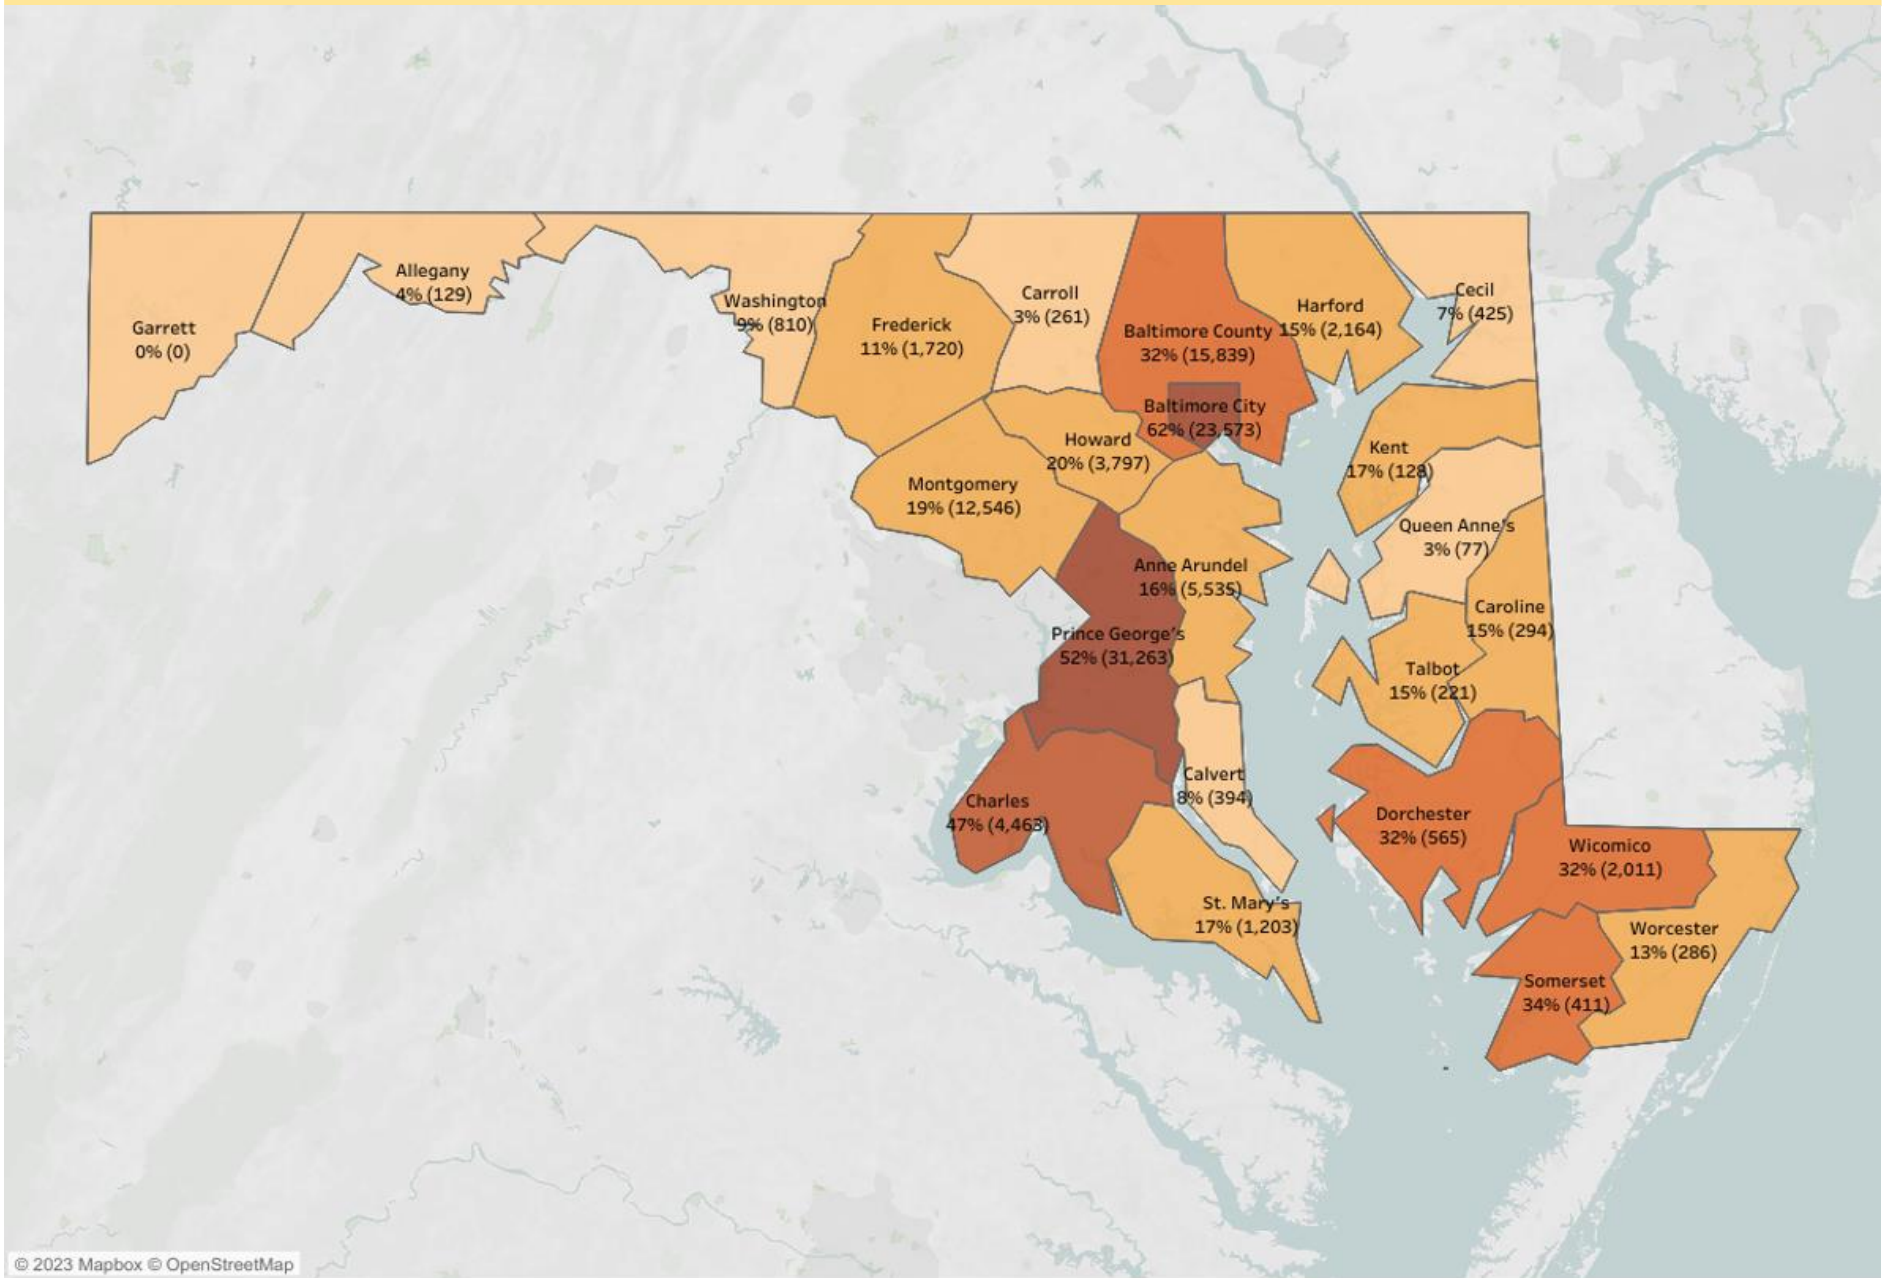 Garrett
0% (0)
Allegany
4% (129)
Washington
9% (810)
Frederick
11% (1,720)
Carroll
3% (261)
Baltimore County
32% (15,839)
Harford
15% (2,164)
Cecil
7% (425)
Baltimore City
62% (23,573)
Howard
20% (3,797)
Kent
17% (128)
Montgomery
19% (12,546)
Queen Anne's
3% (77)
Anne Arundel
16% (5,535)
Caroline
15% (294)
Prince George's
52% (31,263)
Talbot
15% (221)
Calvert
8% (394)
Charles
47% (4,463)
Dorchester
32% (565)
Wicomico
32% (2,011)
St. Mary's
17% (1,203)
Worcester
13% (286)
Somerset
34% (411)
© 2023 Mapbox © OpenStreetMap